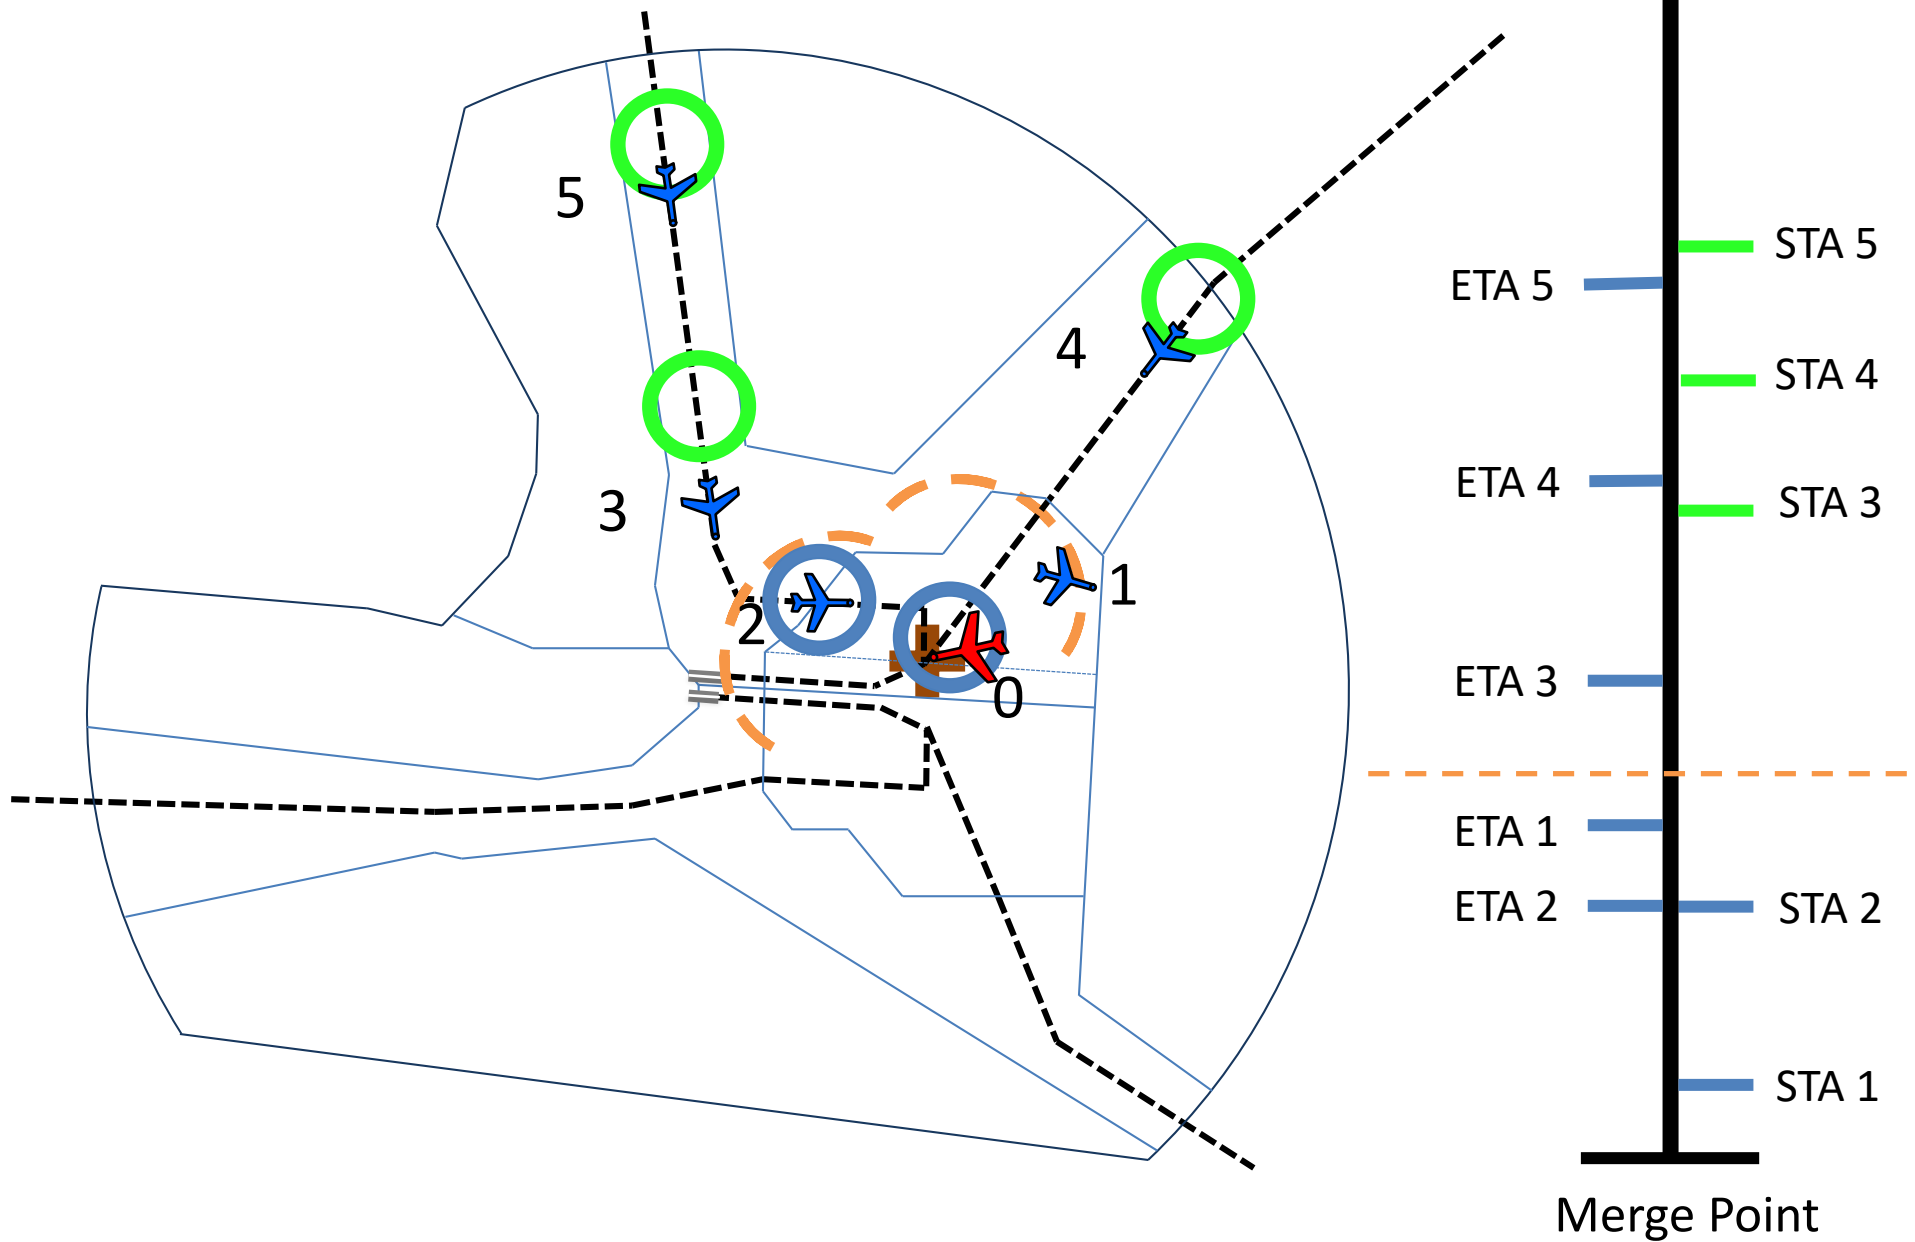 5
4
3
1
2
0
STA 5
ETA 5
STA 4
ETA 4
STA 3
ETA 3
ETA 1
ETA 2
STA 2
STA 1
Merge Point